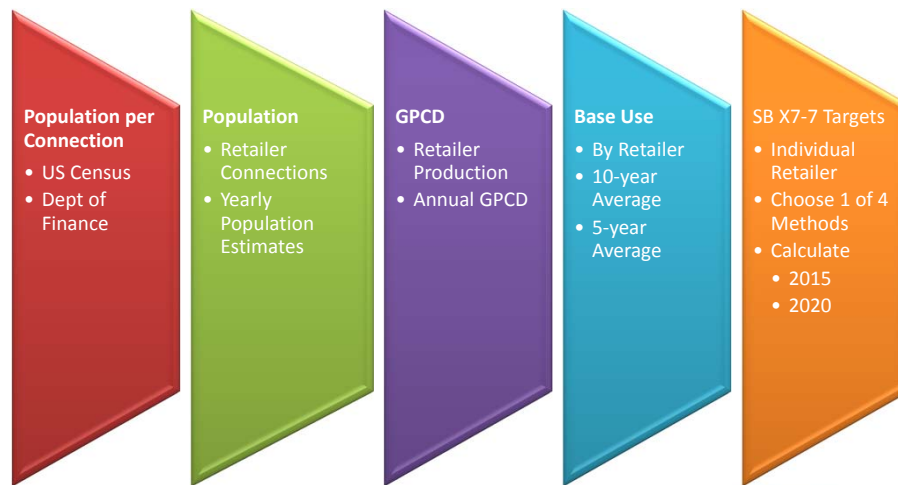 Population per
Connection
• US Census
• Dept of
Finance
Population
• Retailer
Connections
• Yearly
Population
Estimates
GPCD
• Retailer
Production
• Annual GPCD
Base Use
• By Retailer
• 10-year
Average
• 5-year
Average
SB X7-7 Targets
• Individual
Retailer
• Choose 1 of 4
Methods
• Calculate
• 2015
• 2020